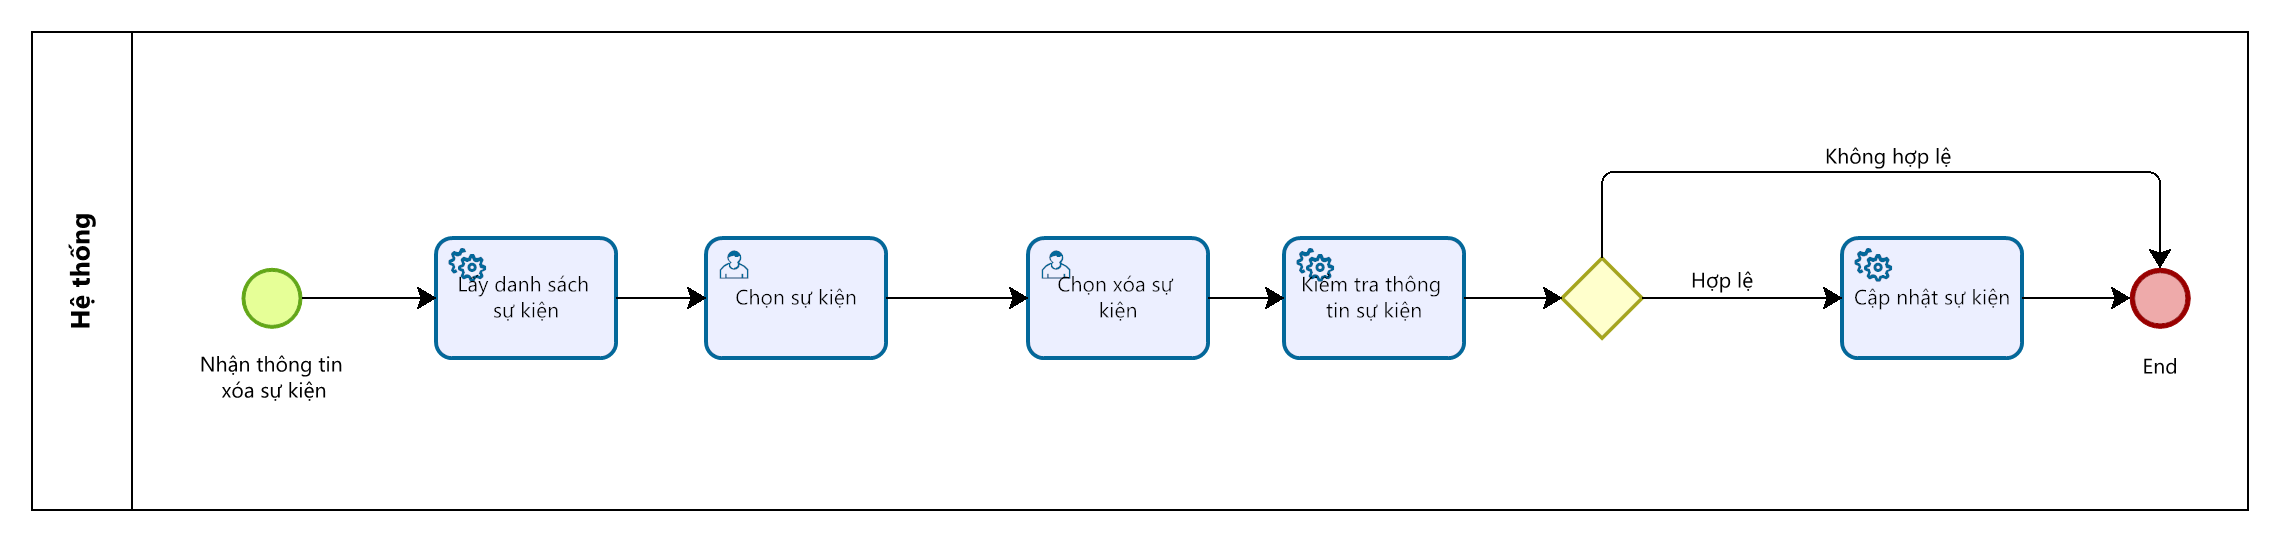 Hệ thống
Nhận thông tin
xóa sự kiện
Lấy danh sách
sự kiện
Chọn sự kiện
Chọn xóa sự
kiện
Kiểm tra thông
tin sự kiện
Không hợp lệ
Hợp lệ
Cập nhật sự kiện
End